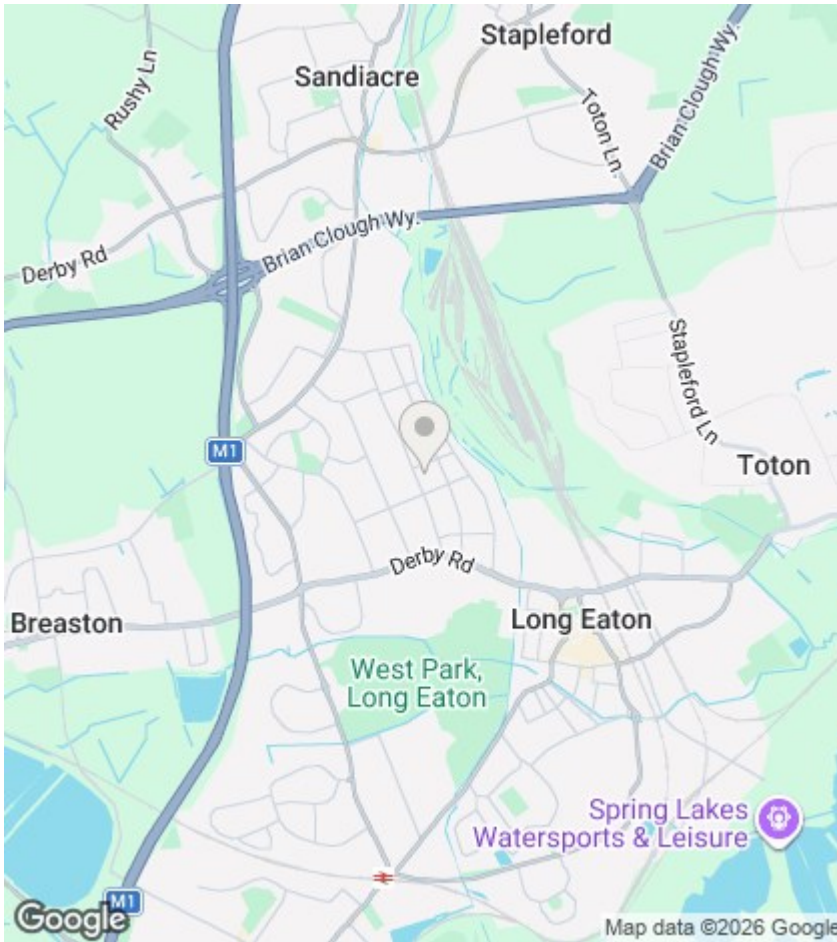 Stapleford
Sandiacre
Rushy Ln
Toton Ln.
Brian Clough Wy.
Brian Clough Wy.
Derby Rd
Stapleford Ln
M1
Toton
Derby Rd
Breaston
Long Eaton
West Park,
Long Eaton
Spring Lakes
Watersports & Leisure
M1
Google
Map data ©2026 Google